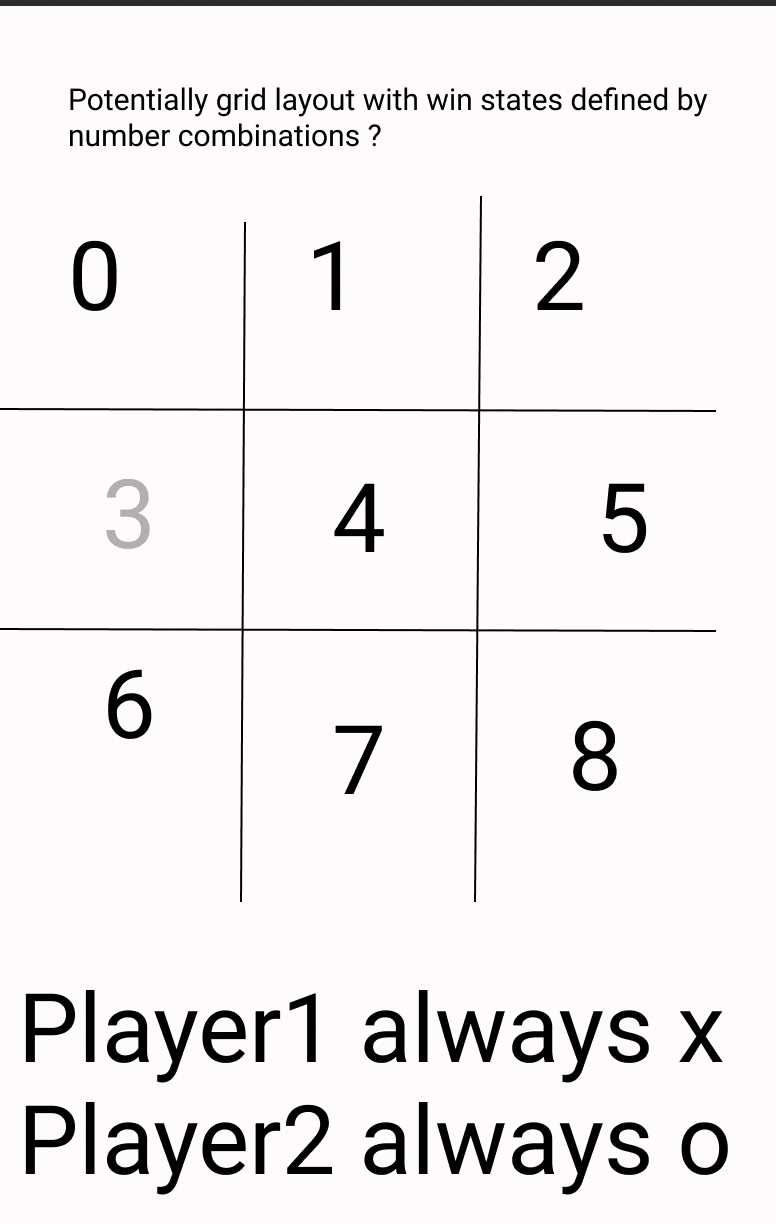 Potentially grid layout with win states defined by
number combinations ?
0 1 2
3 4 5
6 7 8
Player1 always x
Player2 always o